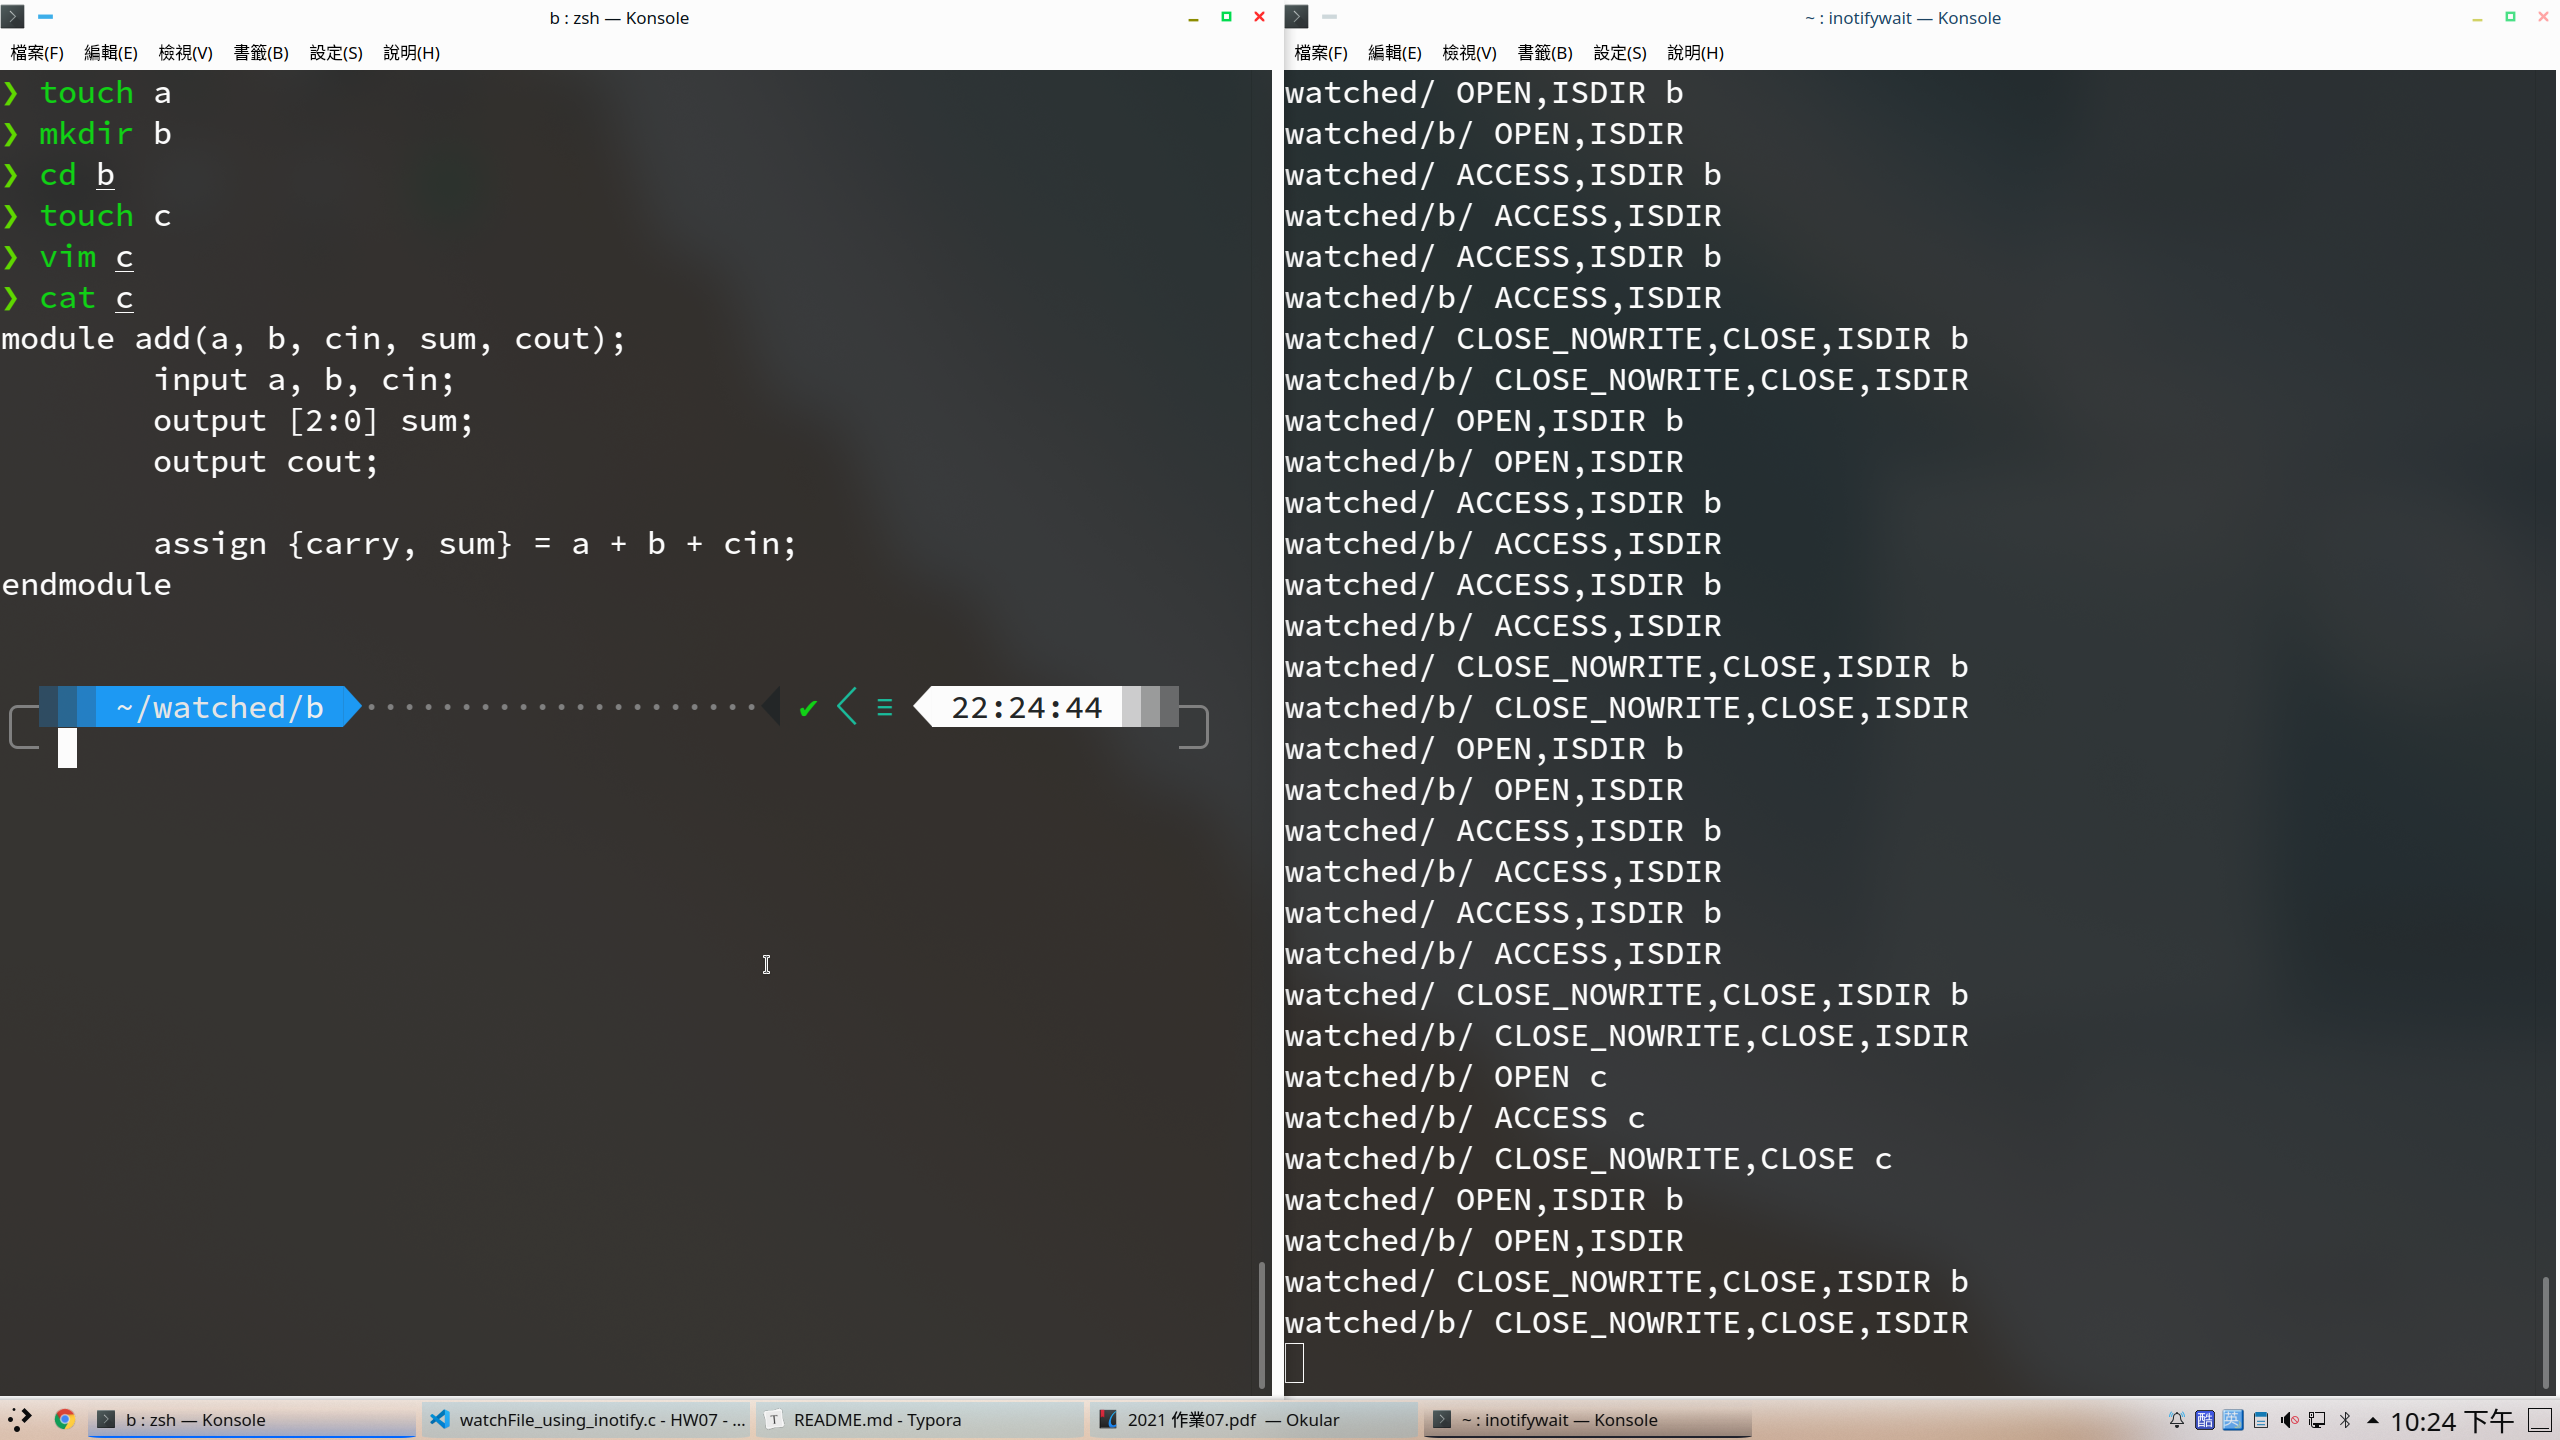 b : zsh — Konsole
檔案(F) 編輯(E) 檢視(V) 書籤(B) 設定(S) 說明(H)
❯ touch a
❯ mkdir b
❯ cd b
❯ touch c
❯ vim c
❯ cat c
module add(a, b, cin, sum, cout);
        input a, b, cin;
        output [2:0] sum;
        output cout;
        assign {carry, sum} = a + b + cin;
endmodule
~/watched/b ✔ 22:24:44
~ : inotifywait — Konsole
檔案(F) 編輯(E) 檢視(V) 書籤(B) 設定(S) 說明(H)
watched/ OPEN,ISDIR b
watched/b/ OPEN,ISDIR
watched/ ACCESS,ISDIR b
watched/b/ ACCESS,ISDIR
watched/ ACCESS,ISDIR b
watched/b/ ACCESS,ISDIR
watched/ CLOSE_NOWRITE,CLOSE,ISDIR b
watched/b/ CLOSE_NOWRITE,CLOSE,ISDIR
watched/ OPEN,ISDIR b
watched/b/ OPEN,ISDIR
watched/ ACCESS,ISDIR b
watched/b/ ACCESS,ISDIR
watched/ ACCESS,ISDIR b
watched/b/ ACCESS,ISDIR
watched/ CLOSE_NOWRITE,CLOSE,ISDIR b
watched/b/ CLOSE_NOWRITE,CLOSE,ISDIR
watched/ OPEN,ISDIR b
watched/b/ OPEN,ISDIR
watched/ ACCESS,ISDIR b
watched/b/ ACCESS,ISDIR
watched/ ACCESS,ISDIR b
watched/b/ ACCESS,ISDIR
watched/ CLOSE_NOWRITE,CLOSE,ISDIR b
watched/b/ CLOSE_NOWRITE,CLOSE,ISDIR
watched/b/ OPEN c
watched/b/ ACCESS c
watched/b/ CLOSE_NOWRITE,CLOSE c
watched/ OPEN,ISDIR b
watched/b/ OPEN,ISDIR
watched/ CLOSE_NOWRITE,CLOSE,ISDIR b
watched/b/ CLOSE_NOWRITE,CLOSE,ISDIR
b : zsh — Konsole
watchFile_using_inotify.c - HW07 - ...
README.md - Typora
2021 作業07.pdf — Okular
~ : inotifywait — Konsole
酷 英 10:24 下午